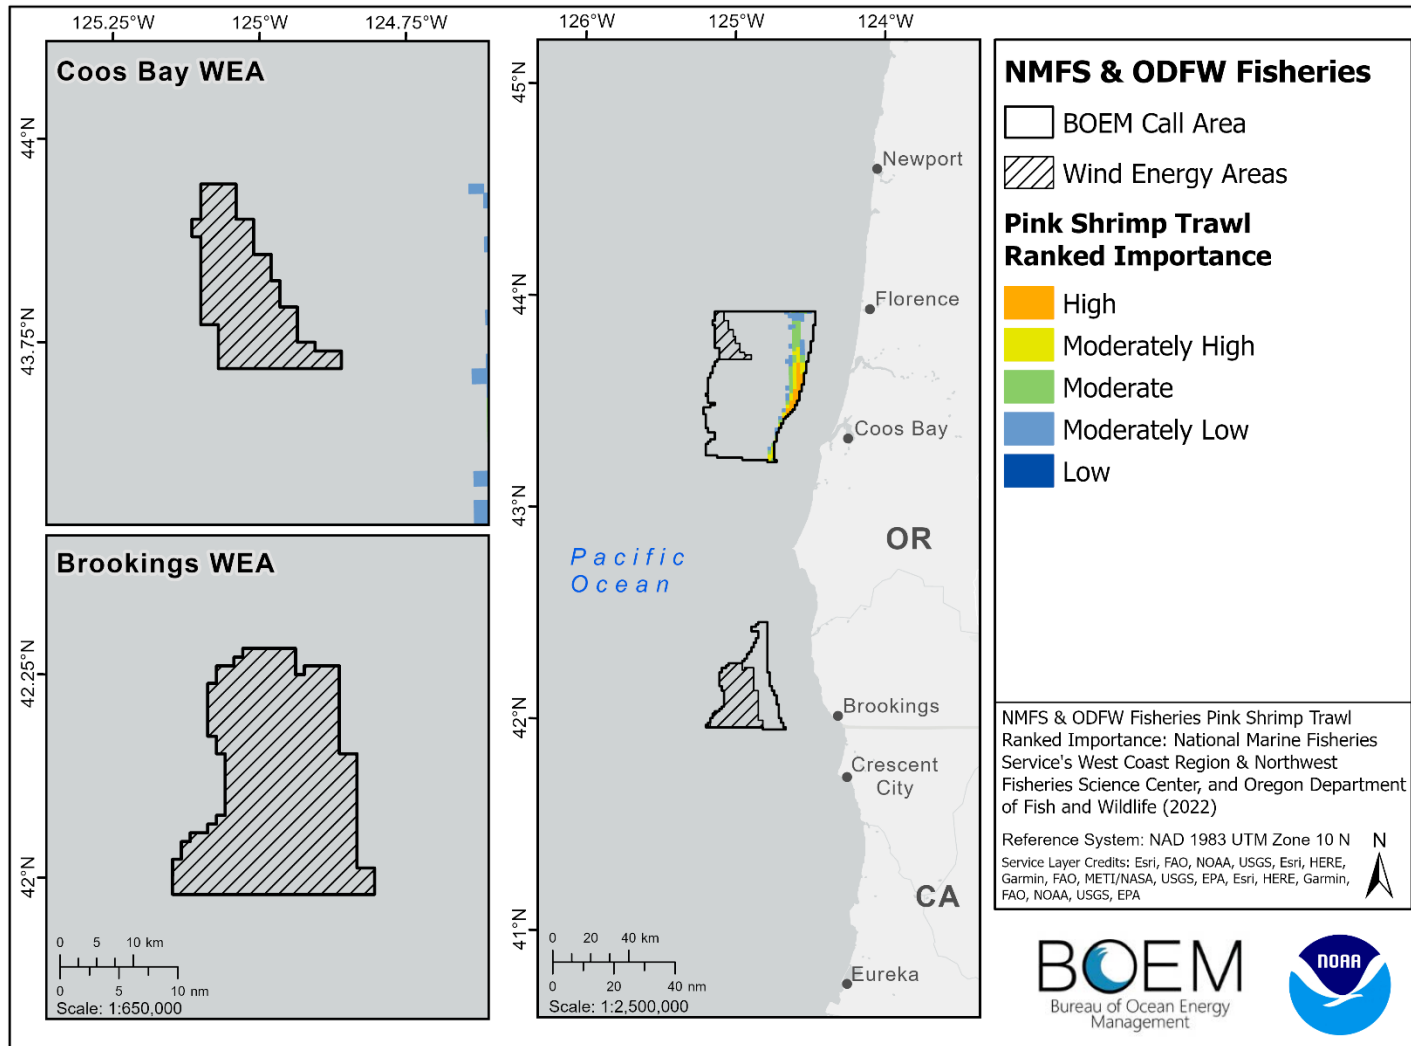 125.25°W 125°W 124.75°W
Coos Bay WEA
44°N
43.75°N
Brookings WEA
42.25°N
42°N
0 5 10 km
0 5 10 nm
Scale: 1:650,000
126°W 125°W 124°W
45°N
44°N
43°N
42°N
41°N
Newport
Florence
Coos Bay
OR
Pacific
Ocean
Brookings
Crescent
City
CA
Eureka
0 20 40 km
0 20 40 nm
Scale: 1:2,500,000
NMFS & ODFW Fisheries
BOEM Call Area
Wind Energy Areas
Pink Shrimp Trawl
Ranked Importance
High
Moderately High
Moderate
Moderately Low
Low
NMFS & ODFW Fisheries Pink Shrimp Trawl
Ranked Importance: National Marine Fisheries
Service's West Coast Region & Northwest
Fisheries Science Center, and Oregon Department
of Fish and Wildlife (2022)
Reference System: NAD 1983 UTM Zone 10 N
N
Service Layer Credits: Esri, FAO, NOAA, USGS, Esri, HERE,
Garmin, FAO, METI/NASA, USGS, EPA, Esri, HERE, Garmin,
FAO, NOAA, USGS, EPA
BOEM
Bureau of Ocean Energy
Management
NOAA